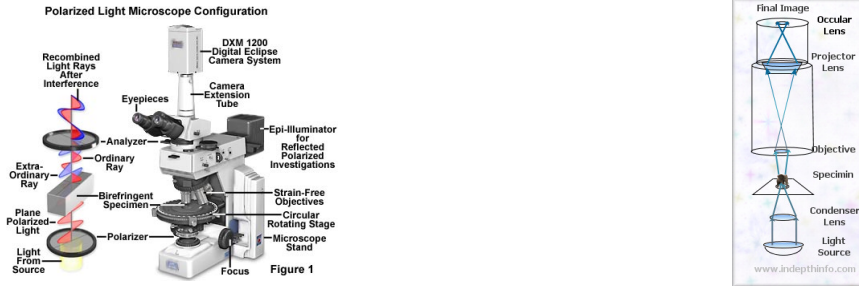 Polarized Light Microscope Configuration
DXM 1200
Digital Eclipse
Camera System
Recombined
Light Rays
After
Interference
Camera
Extension
Tube
Eyepieces
Epi-Illuminator
for
Reflected
Polarized
Investigations
Analyzer
Ordinary
Ray
Extra-
Ordinary
Ray
Birefringent
Specimen
Strain-Free
Objectives
Circular
Rotating Stage
Plane
Polarized
Light
Polarizer
Microscope
Stand
Light
From
Source
Focus
Figure 1
Final Image
Occular
Lens
Projector
Lens
Objective
Specimin
Condenser
Lens
Light
Source
www.indepthinfo.com